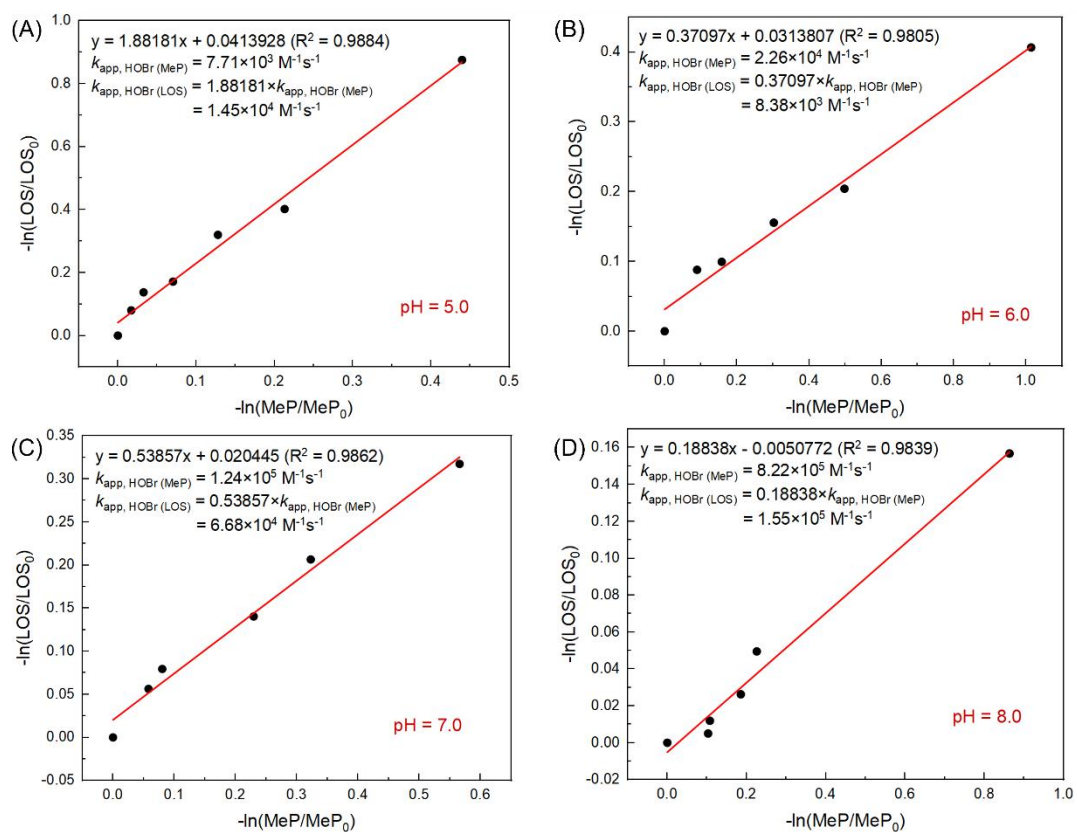 (A)
y = 1.88181x + 0.0413928 (R² = 0.9884)
k_app, HOBr (MeP) = 7.71×10³ M⁻¹s⁻¹
k_app, HOBr (LOS) = 1.88181×k_app, HOBr (MeP)
= 1.45×10⁴ M⁻¹s⁻¹
1.0
0.8
0.6
0.4
0.2
0.0
-ln(LOS/LOS₀)
pH = 5.0
0.0 0.1 0.2 0.3 0.4 0.5
-ln(MeP/MeP₀)
(B)
y = 0.37097x + 0.0313807 (R² = 0.9805)
k_app, HOBr (MeP) = 2.26×10⁴ M⁻¹s⁻¹
k_app, HOBr (LOS) = 0.37097×k_app, HOBr (MeP)
= 8.38×10³ M⁻¹s⁻¹
0.4
0.3
0.2
0.1
0.0
-ln(LOS/LOS₀)
pH = 6.0
0.0 0.2 0.4 0.6 0.8 1.0
-ln(MeP/MeP₀)
(C)
y = 0.53857x + 0.020445 (R² = 0.9862)
k_app, HOBr (MeP) = 1.24×10⁵ M⁻¹s⁻¹
k_app, HOBr (LOS) = 0.53857×k_app, HOBr (MeP)
= 6.68×10⁴ M⁻¹s⁻¹
0.35
0.30
0.25
0.20
0.15
0.10
0.05
0.00
-0.05
-ln(LOS/LOS₀)
pH = 7.0
0.0 0.1 0.2 0.3 0.4 0.5 0.6
-ln(MeP/MeP₀)
(D)
y = 0.18838x - 0.0050772 (R² = 0.9839)
k_app, HOBr (MeP) = 8.22×10⁵ M⁻¹s⁻¹
k_app, HOBr (LOS) = 0.18838×k_app, HOBr (MeP)
= 1.55×10⁵ M⁻¹s⁻¹
0.16
0.14
0.12
0.10
0.08
0.06
0.04
0.02
0.00
-0.02
-ln(LOS/LOS₀)
pH = 8.0
0.0 0.2 0.4 0.6 0.8 1.0
-ln(MeP/MeP₀)